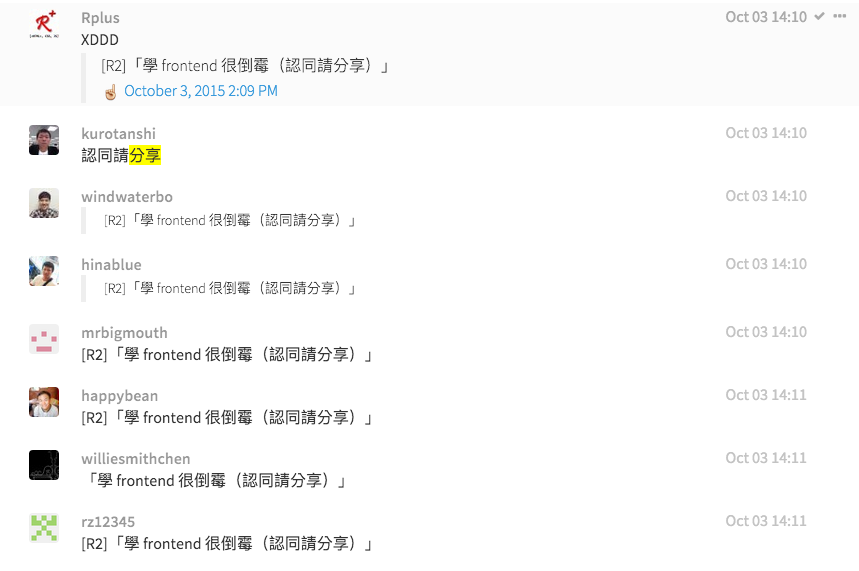 Rplus
Oct 03 14:10
XDDD
[R2]「學 frontend 很倒霉（認同請分享）」
☝ October 3, 2015 2:09 PM
kurotanshi
Oct 03 14:10
認同請分享
windwaterbo
Oct 03 14:10
[R2]「學 frontend 很倒霉（認同請分享）」
hinablue
Oct 03 14:10
[R2]「學 frontend 很倒霉（認同請分享）」
mrbigmouth
Oct 03 14:10
[R2]「學 frontend 很倒霉（認同請分享）」
happybean
Oct 03 14:11
[R2]「學 frontend 很倒霉（認同請分享）」
williesmithchen
Oct 03 14:11
「學 frontend 很倒霉（認同請分享）」
rz12345
Oct 03 14:11
[R2]「學 frontend 很倒霉（認同請分享）」